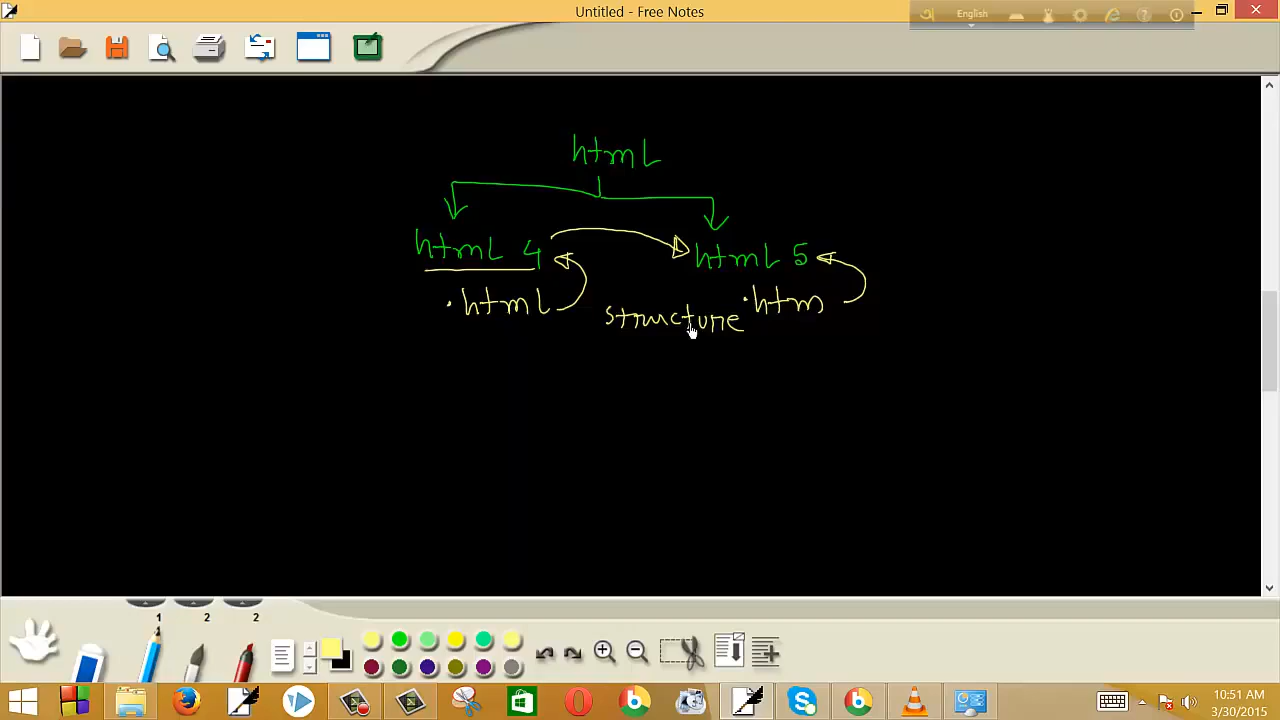 Untitled - Free Notes
English
html
html 4
html 5
.html
.htm
structure
1
2
2
1
10:51 AM
3/30/2015